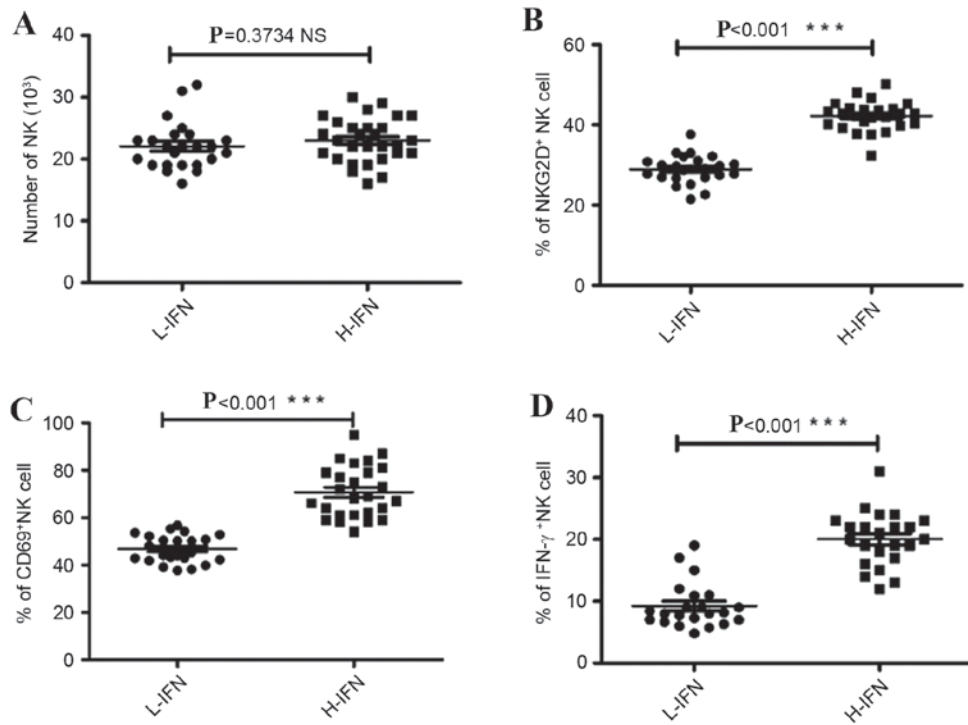 A
P=0.3734 NS
Number of NK (10³)
40
30
20
10
0
L-IFN
H-IFN
B
P<0.001 ***
% of NKG2D⁺ NK cell
60
40
20
0
L-IFN
H-IFN
C
P<0.001 ***
% of CD69⁺NK cell
100
80
60
40
20
0
L-IFN
H-IFN
D
P<0.001 ***
% of IFN-γ ⁺NK cell
40
30
20
10
0
L-IFN
H-IFN